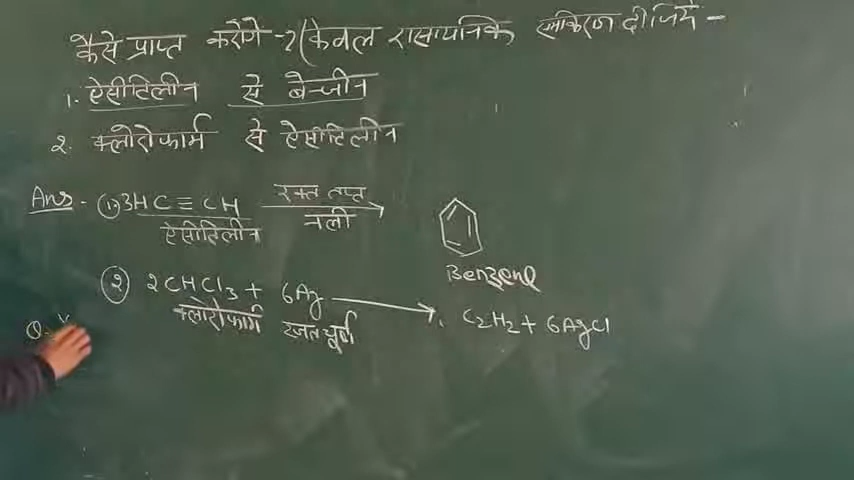 कैसे प्राप्त करोगे -? (केवल रासायनिक समीकरण दीजिये -
1. ऐसीटिलीन से बेन्जीन
2. क्लोरोफार्म से ऐसीटिलीन
Ans - (1) 3HC ≡ CH रक्त तप्त नली
ऐसीटिलीन
Benzene
(2) 2CHCl₃ + 6Ag → C₂H₂ + 6AgCl
क्लोरोफार्म रजत चूर्ण
Q.